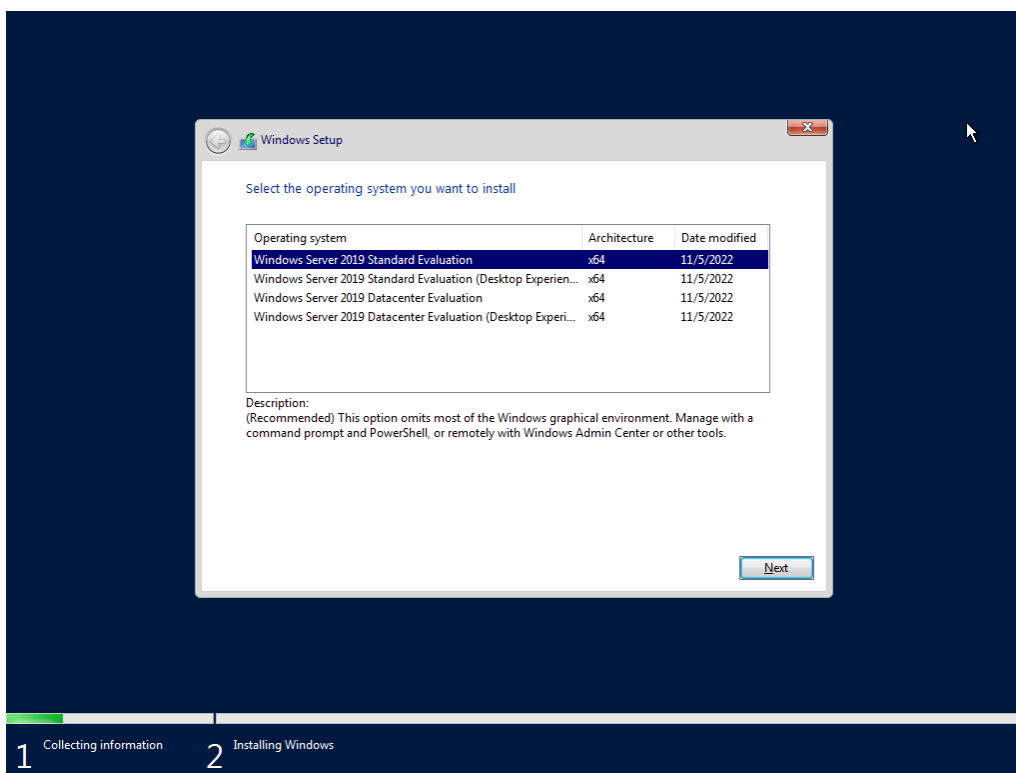 Windows Setup
Select the operating system you want to install
Operating system Architecture Date modified
Windows Server 2019 Standard Evaluation x64 11/5/2022
Windows Server 2019 Standard Evaluation (Desktop Experien... x64 11/5/2022
Windows Server 2019 Datacenter Evaluation x64 11/5/2022
Windows Server 2019 Datacenter Evaluation (Desktop Experi... x64 11/5/2022
Description:
(Recommended) This option omits most of the Windows graphical environment. Manage with a
command prompt and PowerShell, or remotely with Windows Admin Center or other tools.
Next
1 Collecting information 2 Installing Windows